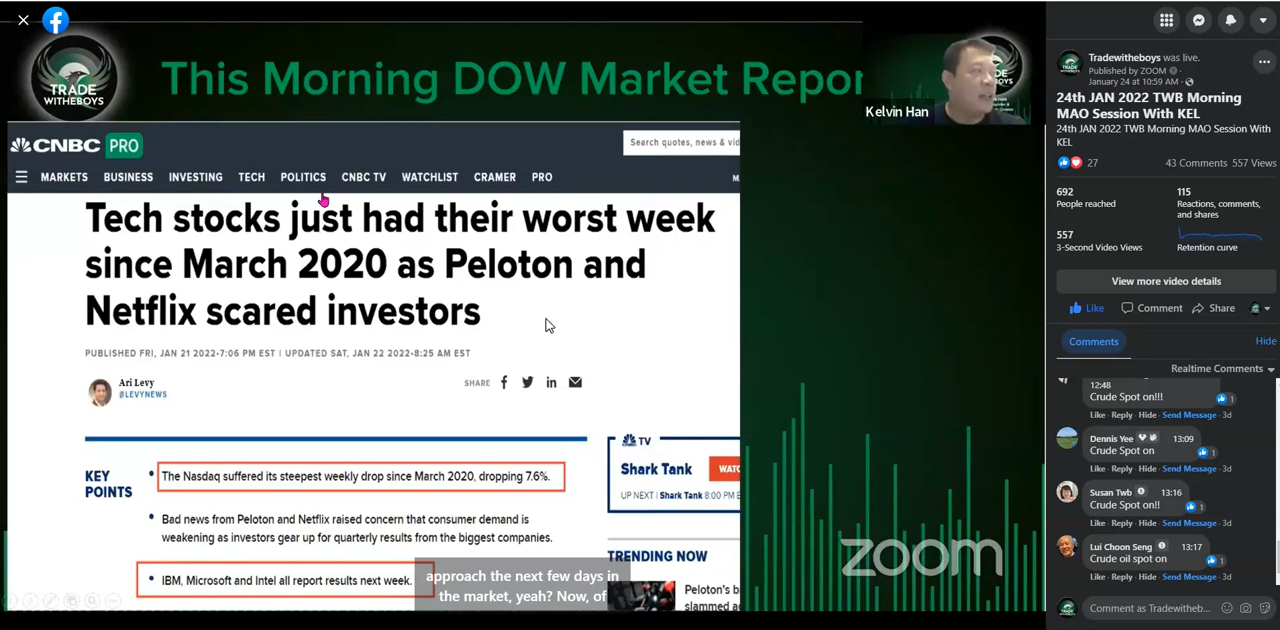 TRADE
WITHEBOYS
This Morning DOW Market Repor
Kelvin Han
CNBC PRO
Search quotes, news & vid
MARKETS BUSINESS INVESTING TECH POLITICS CNBC TV WATCHLIST CRAMER PRO
Tech stocks just had their worst week
since March 2020 as Peloton and
Netflix scared investors
PUBLISHED FRI, JAN 21 2022•7:06 PM EST | UPDATED SAT, JAN 22 2022•8:25 AM EST
Ari Levy
@LEVYNEWS
SHARE
KEY
POINTS
• The Nasdaq suffered its steepest weekly drop since March 2020, dropping 7.6%.
• Bad news from Peloton and Netflix raised concern that consumer demand is
weakening as investors gear up for quarterly results from the biggest companies.
• IBM, Microsoft and Intel all report results next week.
TV
Shark Tank
WATC
UP NEXT | Shark Tank 8:00 PM E
TRENDING NOW
Peloton's b
slammed a
approach the next few days in
the market, yeah? Now, of
zoom
Tradewitheboys was live.
Published by ZOOM
January 24 at 10:59 AM
24th JAN 2022 TWB Morning
MAO Session With KEL
24th JAN 2022 TWB Morning MAO Session With
KEL
27
43 Comments 557 Views
692
People reached
115
Reactions, comments,
and shares
557
3-Second Video Views
Retention curve
View more video details
Like Comment Share
Comments
Hide
Realtime Comments
12:48
Crude Spot on!!!
1
Like · Reply · Hide · Send Message · 3d
Dennis Yee 13:09
Crude Spot on
1
Like · Reply · Hide · Send Message · 3d
Susan Twb 13:16
Crude Spot on!!
1
Like · Reply · Hide · Send Message · 3d
Lui Choon Seng 13:17
Crude oil spot on
1
Like · Reply · Hide · Send Message · 3d
Comment as Tradewitheb...